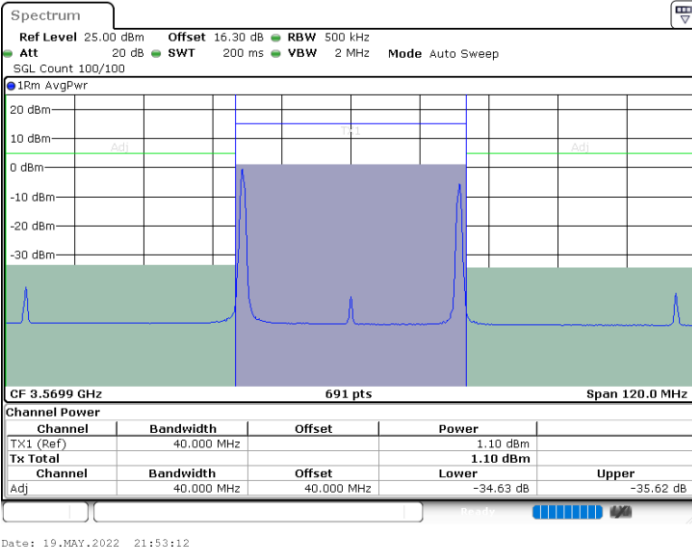 Spectrum
Ref Level 25.00 dBm Offset 16.30 dB RBW 500 kHz
Att 20 dB SWT 200 ms VBW 2 MHz Mode Auto Sweep
SGL Count 100/100
1Rm AvgPwr
20 dBm
TX1
10 dBm
Adj Adj
0 dBm
-10 dBm
-20 dBm
-30 dBm
CF 3.5699 GHz 691 pts Span 120.0 MHz
Channel Power
Channel Bandwidth Offset Power
TX1 (Ref) 40.000 MHz 1.10 dBm
Tx Total 1.10 dBm
Channel Bandwidth Offset Lower Upper
Adj 40.000 MHz 40.000 MHz -34.63 dB -35.62 dB
Ready
Date: 19.MAY.2022 21:53:12